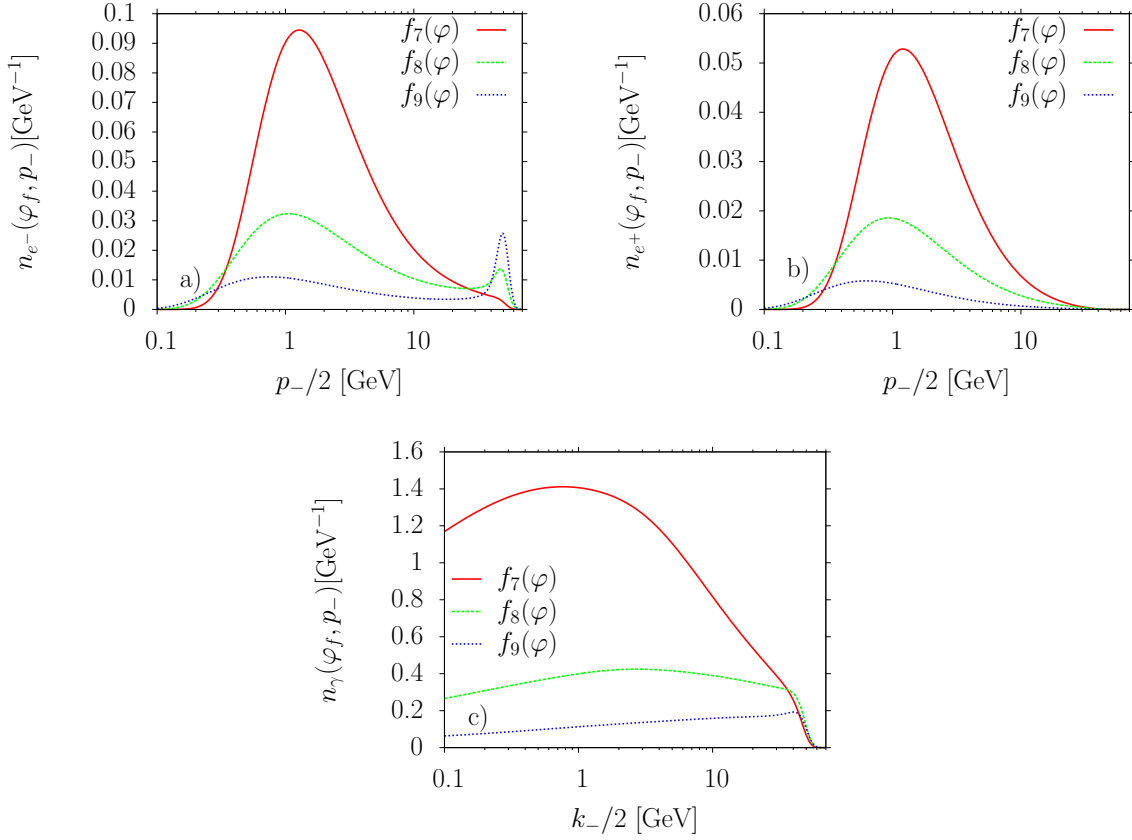 n_{e^-}(φ_f, p_-)[GeV^{-1}]
0.1
0.09
0.08
0.07
0.06
0.05
0.04
0.03
0.02
0.01
0
f_7(φ)
f_8(φ)
f_9(φ)
a)
0.1 1 10
p_-/2 [GeV]
n_{e^+}(φ_f, p_-)[GeV^{-1}]
0.06
0.05
0.04
0.03
0.02
0.01
0
f_7(φ)
f_8(φ)
f_9(φ)
b)
0.1 1 10
p_-/2 [GeV]
n_γ(φ_f, p_-)[GeV^{-1}]
1.6
1.4
1.2
1
0.8
0.6
0.4
0.2
0
f_7(φ)
f_8(φ)
f_9(φ)
c)
0.1 1 10
k_-/2 [GeV]